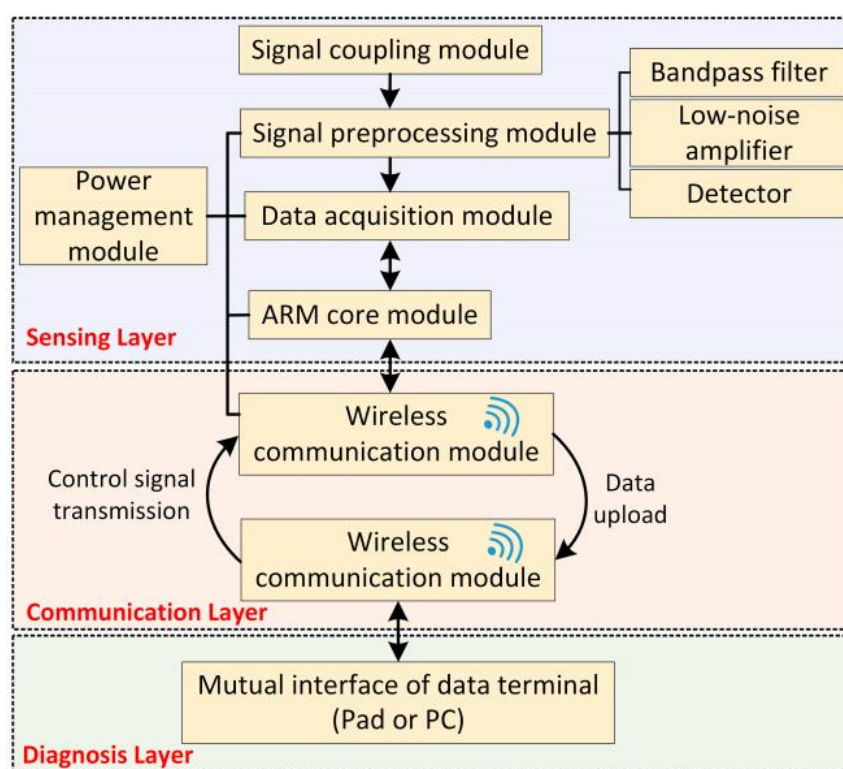 Signal coupling module
Bandpass filter
Signal preprocessing module
Low-noise
amplifier
Power
management
module
Detector
Data acquisition module
ARM core module
Sensing Layer
Wireless
communication module
Control signal
transmission
Data
upload
Wireless
communication module
Communication Layer
Mutual interface of data terminal
(Pad or PC)
Diagnosis Layer